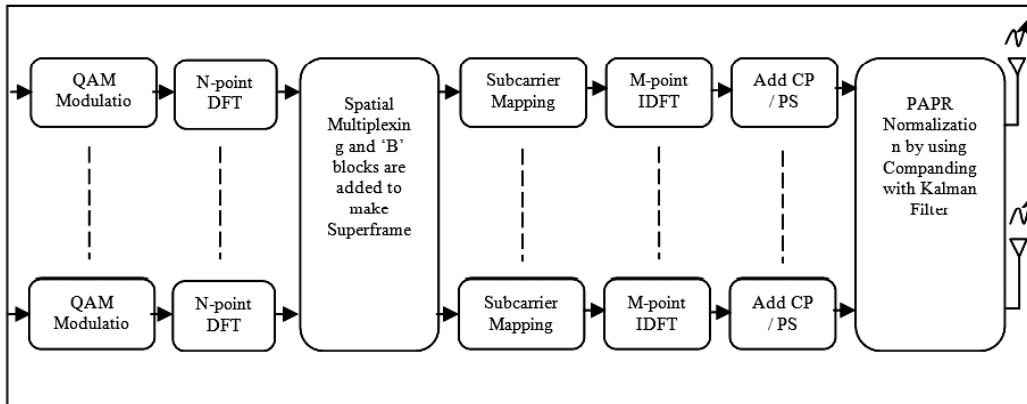 QAM
Modulatio
N-point
DFT
Spatial
Multiplexin
g and ‘B’
blocks are
added to
make
Superframe
Subcarrier
Mapping
M-point
IDFT
Add CP
/ PS
PAPR
Normalizatio
n by using
Companding
with Kalman
Filter
QAM
Modulatio
N-point
DFT
Subcarrier
Mapping
M-point
IDFT
Add CP
/ PS